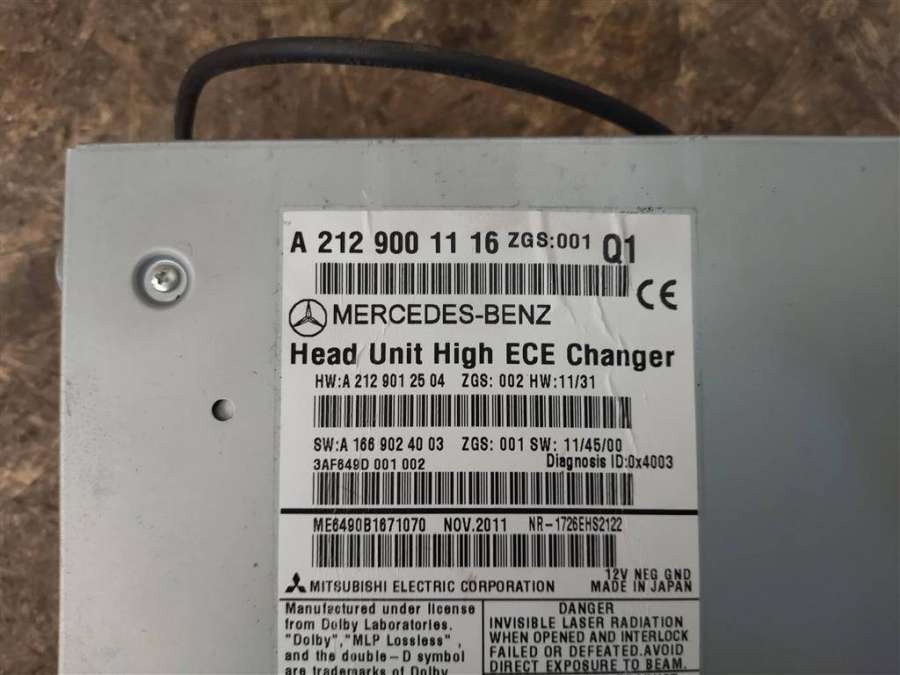 A 212 900 11 16 ZGS:001 Q1
CE
MERCEDES-BENZ
Head Unit High ECE Changer
HW:A 212 901 25 04 ZGS: 002 HW:11/31
SW:A 166 902 40 03 ZGS: 001 SW: 11/45/00
3AF649D 001 002 Diagnosis ID:0x4003
ME6490B1671070 NOV.2011 NR-1726EHS2122
12V NEG GND
MITSUBISHI ELECTRIC CORPORATION MADE IN JAPAN
Manufactured under license
from Dolby Laboratories.
"Dolby","MLP Lossless",
and the double-D symbol
are trademarks of Dolby
DANGER
INVISIBLE LASER RADIATION
WHEN OPENED AND INTERLOCK
FAILED OR DEFEATED.AVOID
DIRECT EXPOSURE TO BEAM.